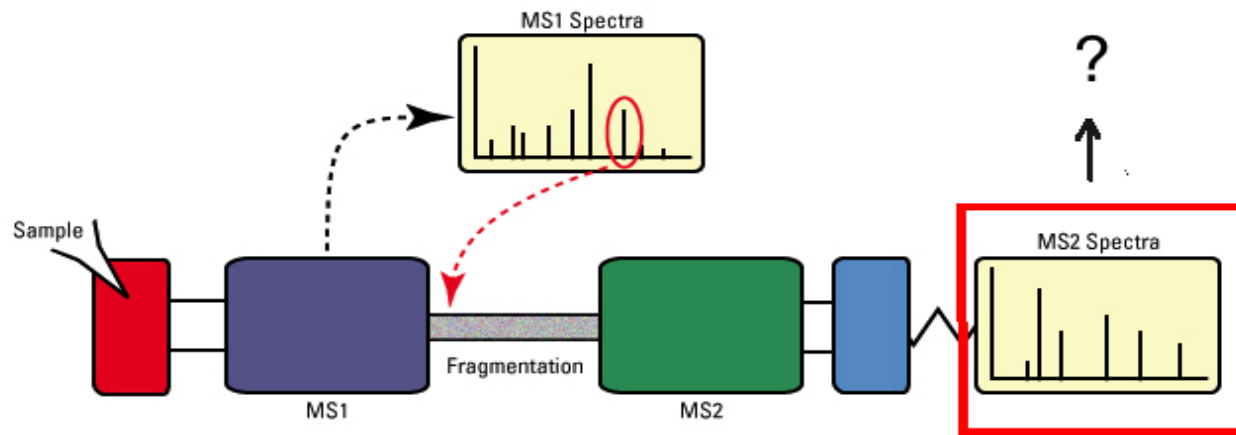 MS1 Spectra
?
Sample
MS2 Spectra
Fragmentation
MS1
MS2